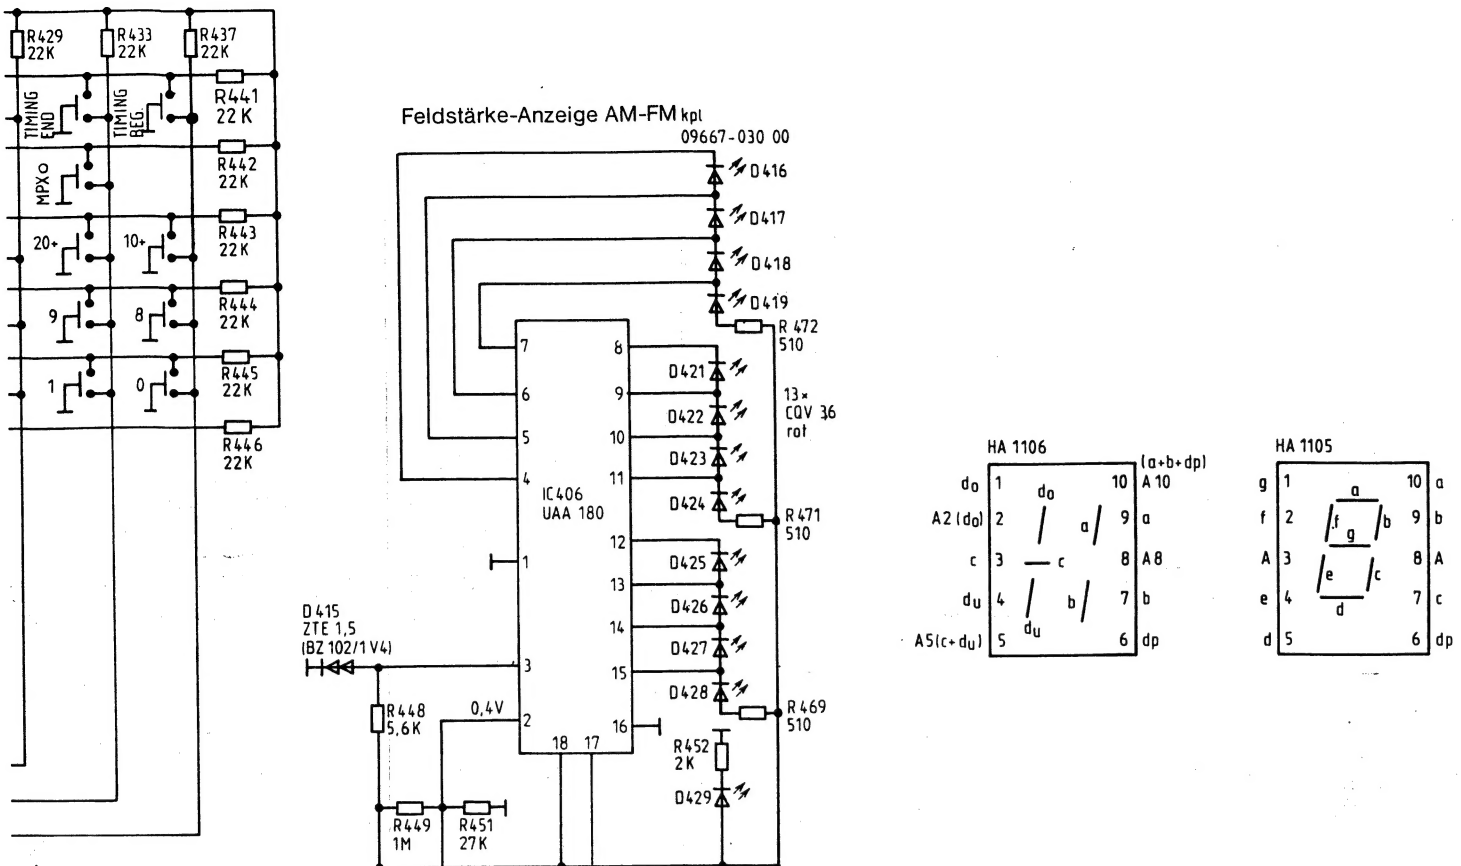 R429
22K
R433
22K
R437
22K
TIMING
END
TIMING
BEG.
R441
22 K
MPX
R442
22K
20+
10+
R443
22K
9
8
R444
22K
1
0
R445
22K
R446
22K
Feldstärke-Anzeige AM-FM kpl
09667-030 00
D416
D417
D418
D419
R 472
510
7
6
5
4
1
3
2
8
9
10
11
12
13
14
15
16
18
17
IC406
UAA 180
D421
D422
D423
D424
13×
CQV 36
rot
R 471
510
D425
D426
D427
D428
R 469
510
R452
2K
D429
D415
ZTE 1,5
(BZ 102/1 V4)
R448
5,6K
0,4V
R449
1M
R451
27K
HA 1106
(a+b+dp)
do 1 10 A 10
A2 (do) 2 9 a
c 3 8 A8
du 4 7 b
A5(c+du) 5 6 dp
do
a
c
b
du
HA 1105
g 1 10 a
f 2 9 b
A 3 8 A
e 4 7 c
d 5 6 dp
a
f
b
g
e
c
d